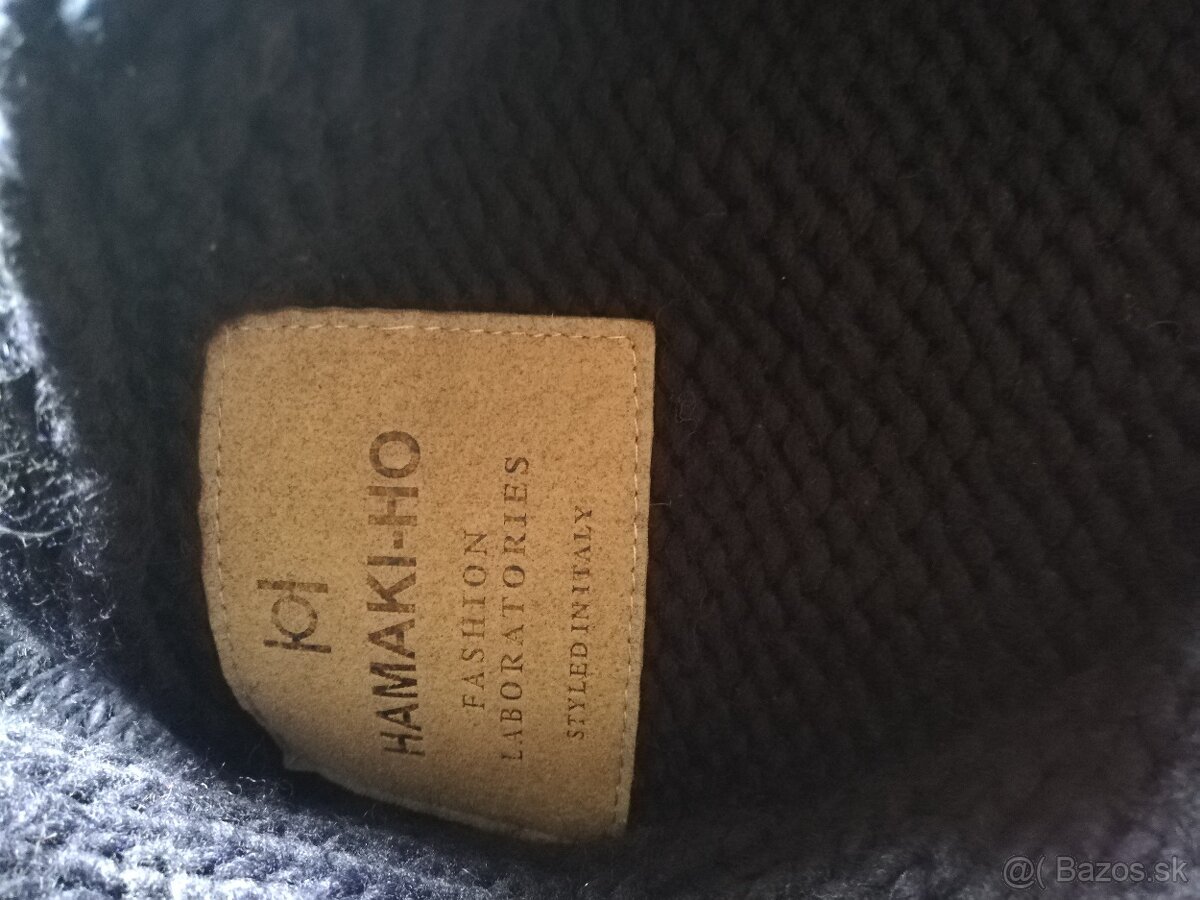 HAMAKI-HO
FASHION
LABORATORIES
STYLED IN ITALY
@( Bazos.sk